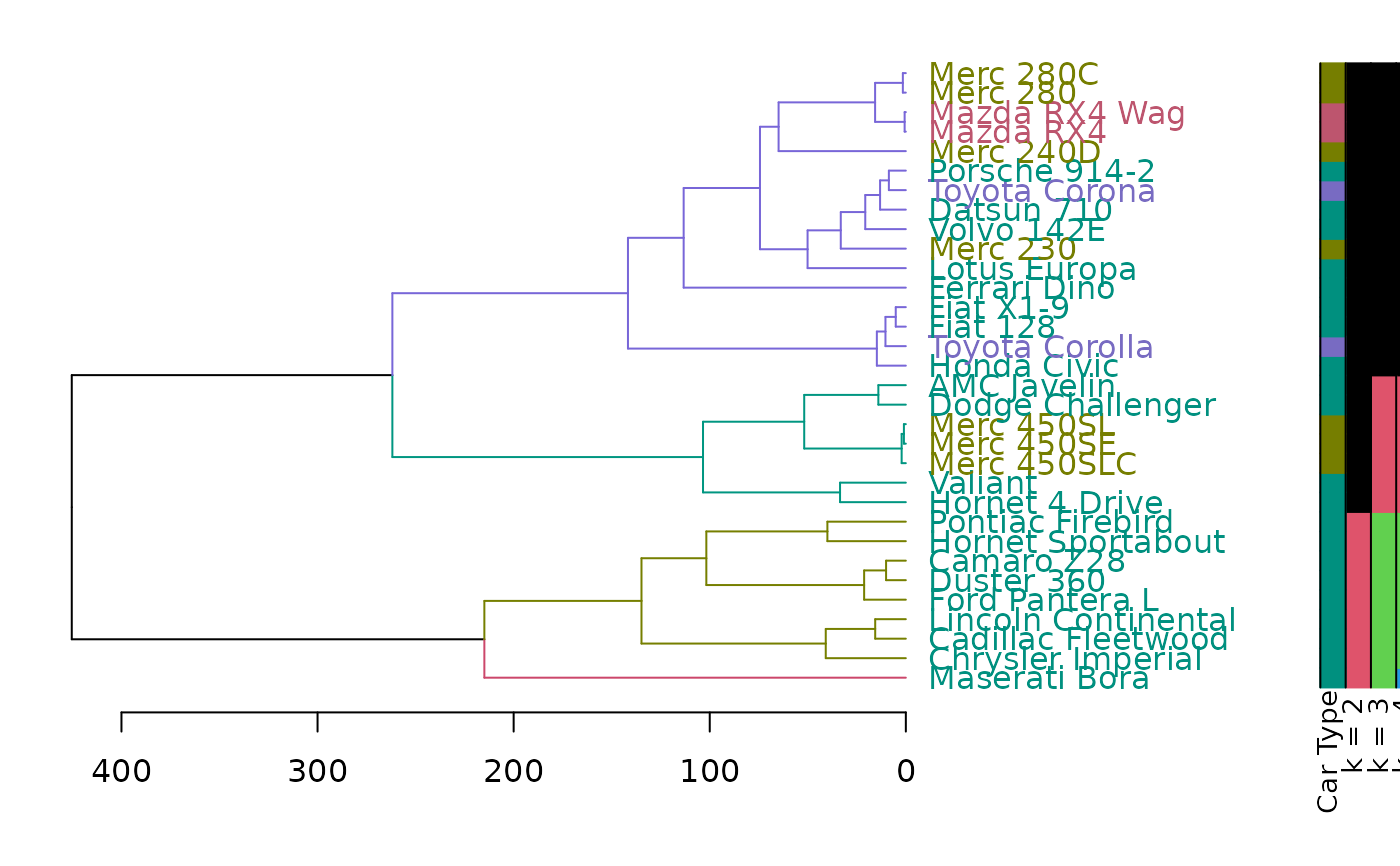 Merc 280C
Merc 280
Mazda RX4 Wag
Mazda RX4
Merc 240D
Porsche 914-2
Toyota Corona
Datsun 710
Volvo 142E
Merc 230
Lotus Europa
Ferrari Dino
Fiat X1-9
Fiat 128
Toyota Corolla
Honda Civic
AMC Javelin
Dodge Challenger
Merc 450SL
Merc 450SE
Merc 450SLC
Valiant
Hornet 4 Drive
Pontiac Firebird
Hornet Sportabout
Camaro Z28
Duster 360
Ford Pantera L
Lincoln Continental
Cadillac Fleetwood
Chrysler Imperial
Maserati Bora
400 300 200 100 0
Car Type
k = 2
k = 3